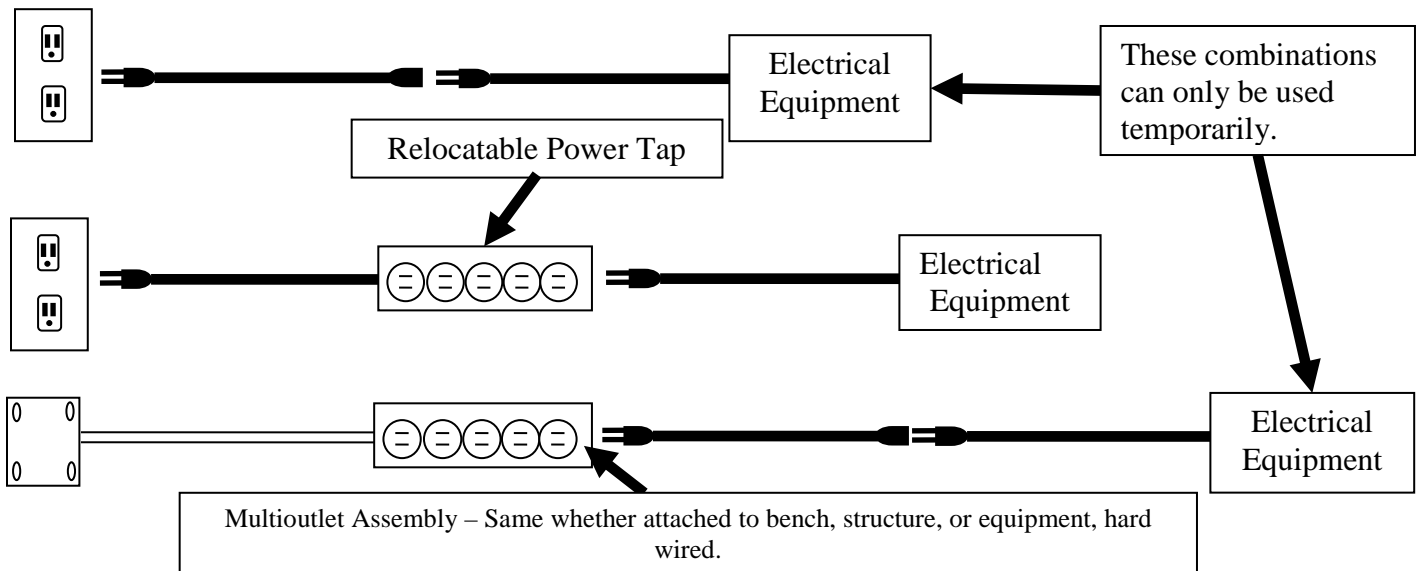 Electrical
Equipment
These combinations
can only be used
temporarily.
Relocatable Power Tap
Electrical
Equipment
Electrical
Equipment
Multioutlet Assembly – Same whether attached to bench, structure, or equipment, hard
wired.